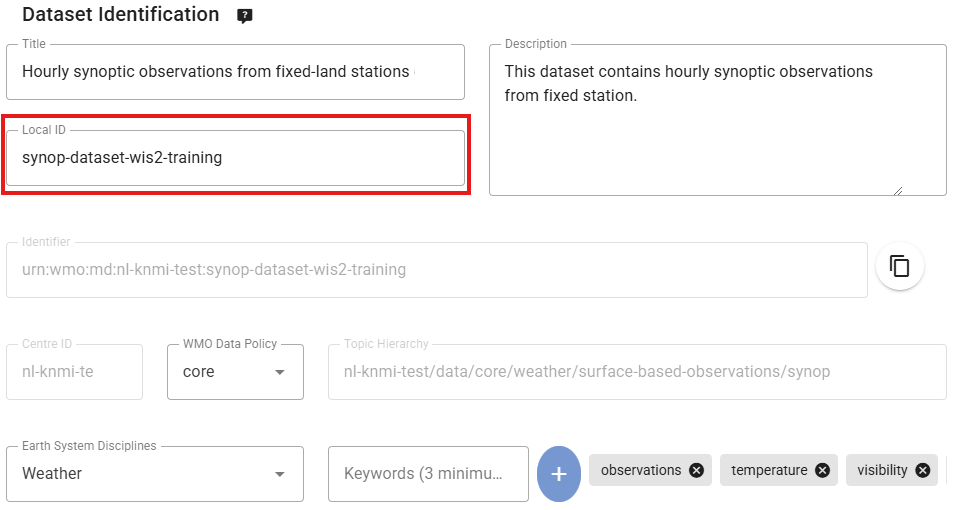 Dataset Identification
Title
Hourly synoptic observations from fixed-land stations
Description
This dataset contains hourly synoptic observations
from fixed station.
Local ID
synop-dataset-wis2-training
Identifier
urn:wmo:md:nl-knmi-test:synop-dataset-wis2-training
Centre ID
nl-knmi-te
WMO Data Policy
core
Topic Hierarchy
nl-knmi-test/data/core/weather/surface-based-observations/synop
Earth System Disciplines
Weather
Keywords (3 minimu...
+
observations
temperature
visibility